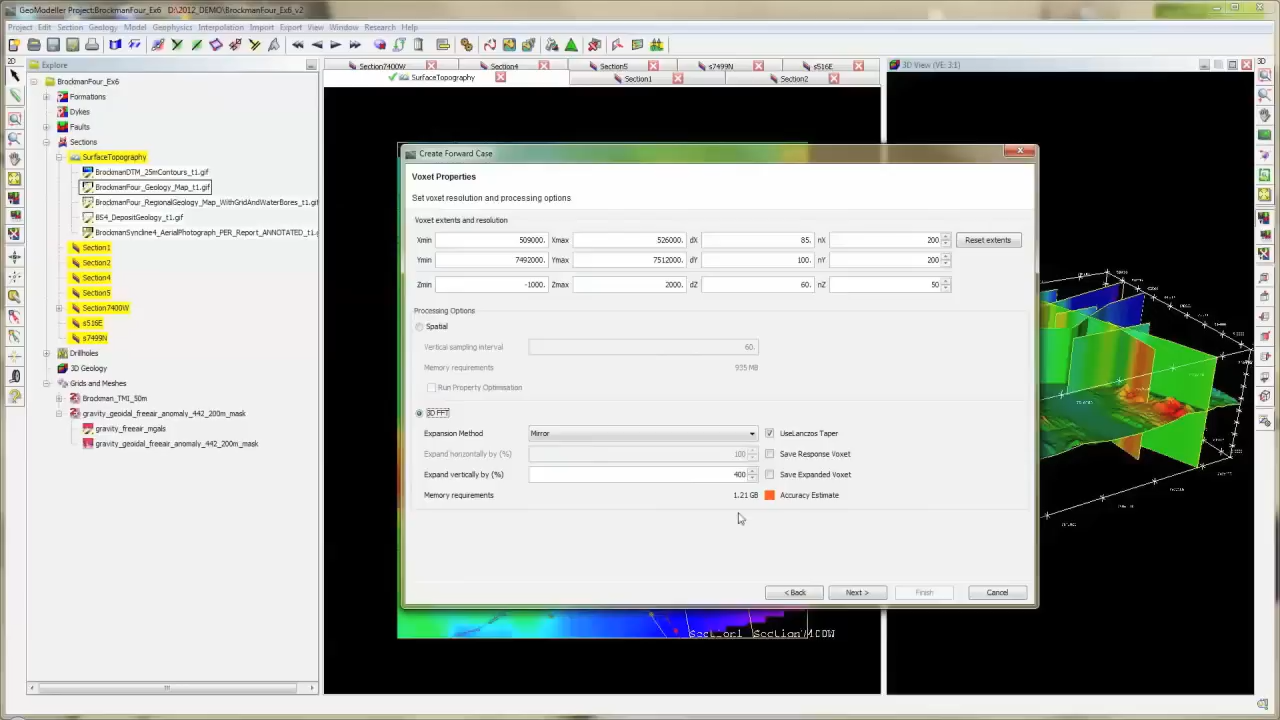 GeoModeller Project:BrockmanFour_Ex6 D:\2012_DEMO\BrockmanFour_Ex6_v2
Project Edit Section Geology Model Geophysics Interpolation Import Export View Window Research Help
2D
Explore
Section7400W Section4 Section5 s7499N s516E
SurfaceTopography Section1 Section2
3D View (VE: 3:1)
3D
BrockmanFour_Ex6
Formations
Dykes
Faults
Sections
SurfaceTopography
BrockmanDTM_25mContours_t1.gif
BrockmanFour_Geology_Map_t1.gif
BrockmanFour_RegionalGeology_Map_WithGridAndWaterBores_t1.gif
BS4_DepositGeology_t1.gif
BrockmanSyncline4_AerialPhotograph_PER_Report_ANNOTATED_t1.g
Section1
Section2
Section4
Section5
Section7400W
s516E
s7499N
Drillholes
3D Geology
Grids and Meshes
Brockman_TMI_50m
gravity_geoidal_freeair_anomaly_442_200m_mask
gravity_freeair_mgals
gravity_geoidal_freeair_anomaly_442_200m_mask
Create Forward Case
Voxet Properties
Set voxet resolution and processing options
Voxet extents and resolution
Xmin 509000. Xmax 526000. dX 85. nX 200 Reset extents
Ymin 7492000. Ymax 7512000. dY 100. nY 200
Zmin -1000. Zmax 2000. dZ 60. nZ 50
Processing Options
Spatial
Vertical sampling interval 60.
Memory requirements 935 MB
Run Property Optimisation
3D FFT
Expansion Method Mirror UseLanczos Taper
Expand horizontally by (%) 100 Save Response Voxet
Expand vertically by (%) 400 Save Expanded Voxet
Memory requirements 1.21 GB Accuracy Estimate
< Back Next > Finish Cancel
Section1 Section7400W